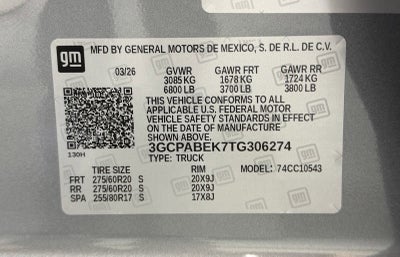 gm
MFD BY GENERAL MOTORS DE MEXICO, S. DE R.L. DE C.V.
03/26 GVWR GAWR FRT GAWR RR
3085 KG 1678 KG 1724 KG
6800 LB 3700 LB 3800 LB
THIS VEHICLE CONFORMS TO ALL
APPLICABLE U.S. FEDERAL MOTOR
VEHICLE SAFETY STANDARDS IN EFFECT
ON THE DATE OF MANUFACTURE
SHOWN ABOVE.
130H
3GCPABEK7TG306274
TYPE: TRUCK
TIRE SIZE RIM MODEL: 74CC10543
FRT 275/60R20 S 20X9J
RR 275/60R20 S 20X9J
SPA 255/80R17 S 17X8J